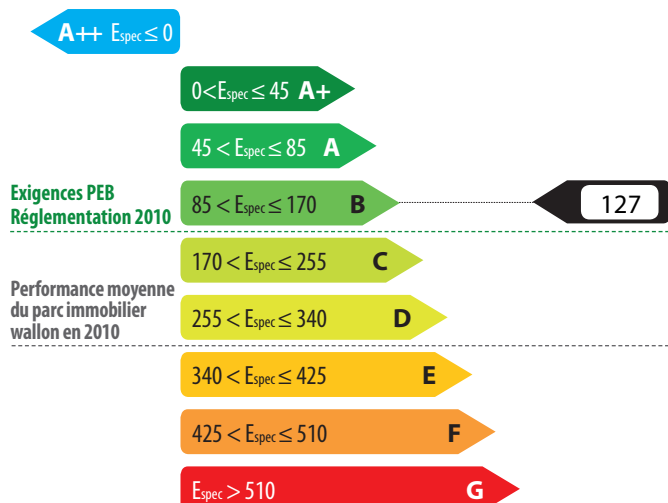 A++ Espec ≤ 0
0<Espec ≤ 45 A+
45 < Espec ≤ 85 A
Exigences PEB
Réglementation 2010
85 < Espec ≤ 170 B
127
170 < Espec ≤ 255 C
Performance moyenne
du parc immobilier
wallon en 2010
255 < Espec ≤ 340 D
340 < Espec ≤ 425 E
425 < Espec ≤ 510 F
Espec > 510 G